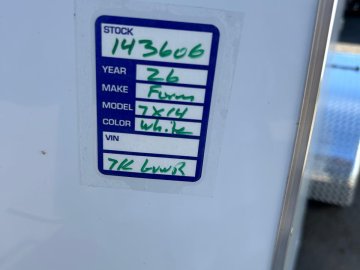 STOCK
143606
YEAR 26
MAKE Form
MODEL 7X14
COLOR White
VIN
7K GVWR